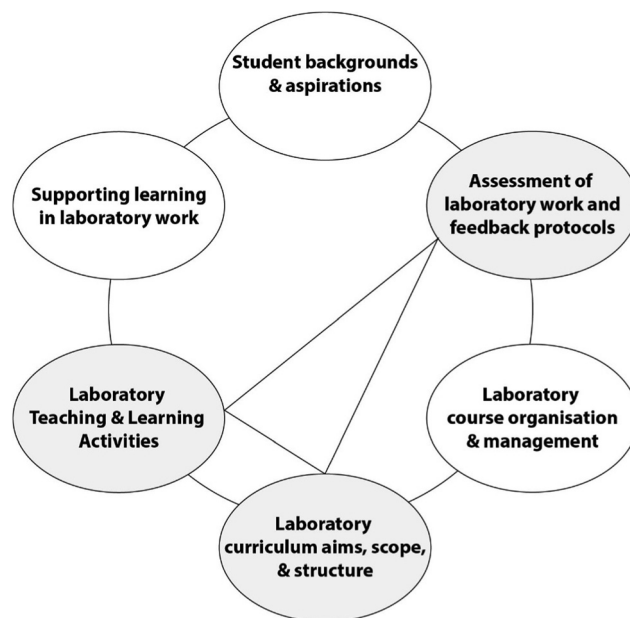 Student backgrounds
& aspirations
Supporting learning
in laboratory work
Assessment of
laboratory work and
feedback protocols
Laboratory
Teaching & Learning
Activities
Laboratory
course organisation
& management
Laboratory
curriculum aims, scope,
& structure